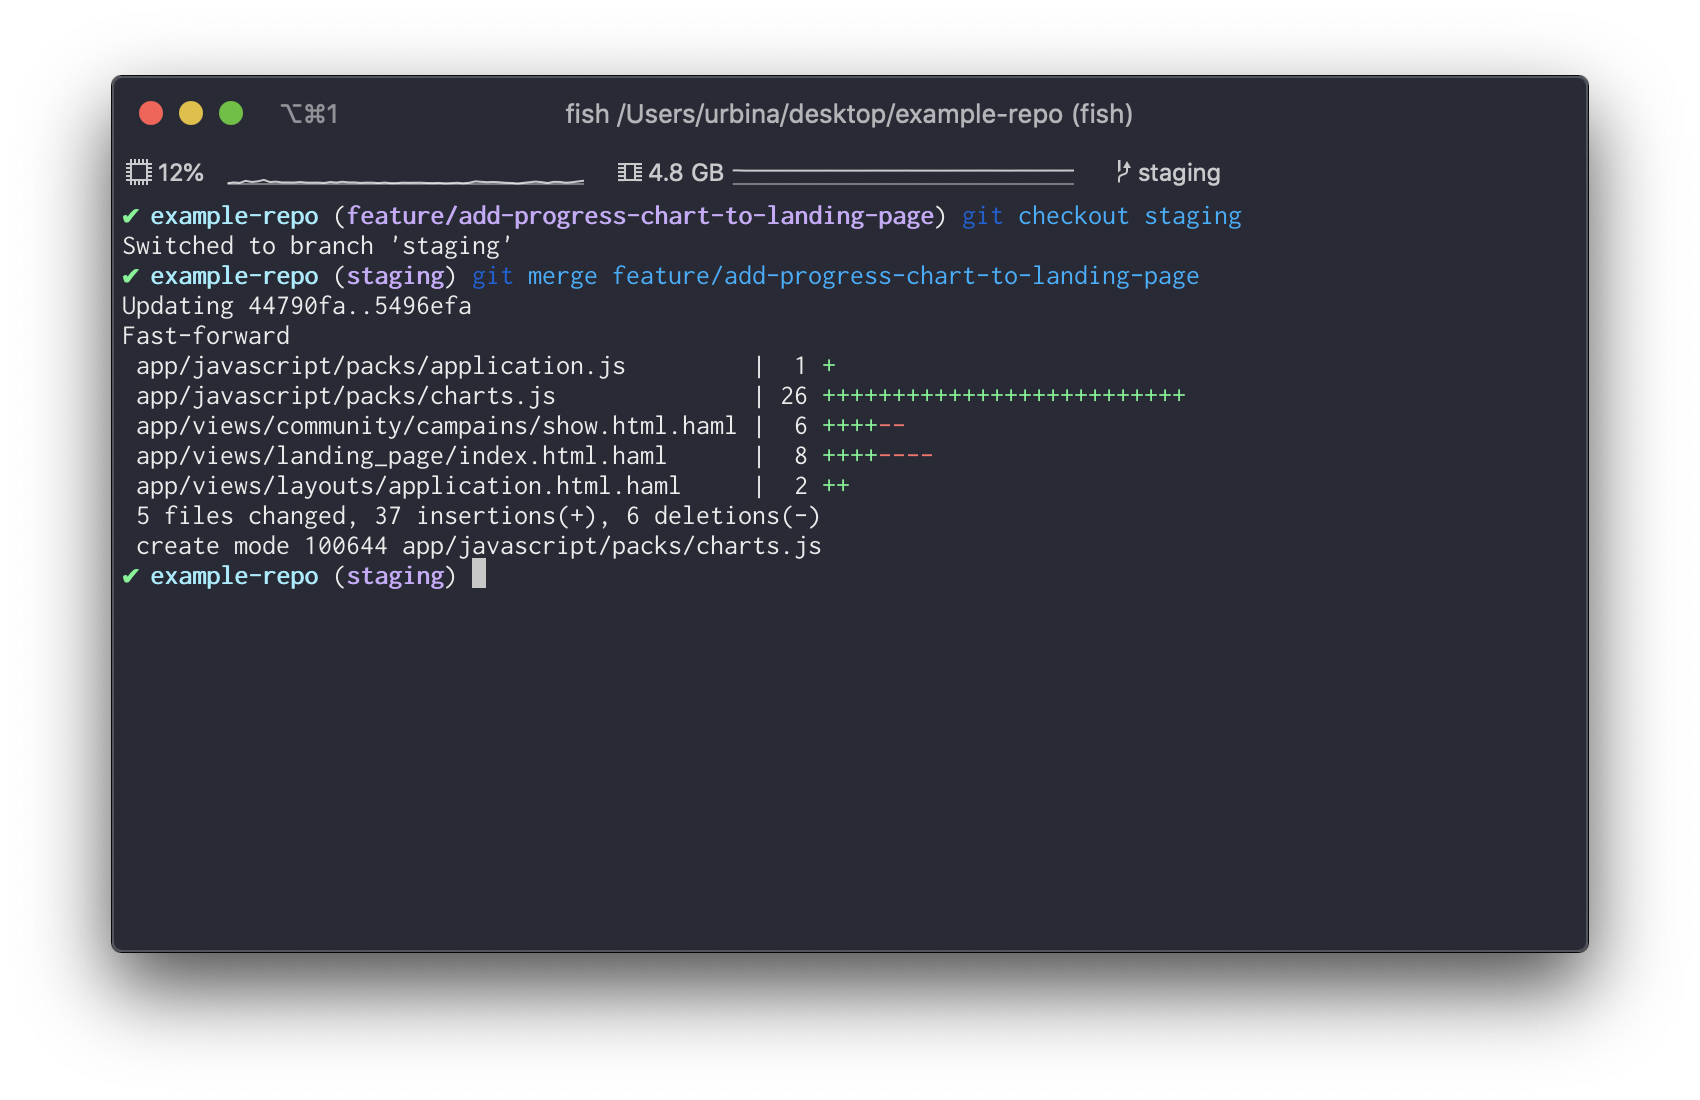 ⌥⌘1 fish /Users/urbina/desktop/example-repo (fish)
12% 4.8 GB staging
✔ example-repo (feature/add-progress-chart-to-landing-page) git checkout staging
Switched to branch 'staging'
✔ example-repo (staging) git merge feature/add-progress-chart-to-landing-page
Updating 44790fa..5496efa
Fast-forward
 app/javascript/packs/application.js         |  1 +
 app/javascript/packs/charts.js              | 26 ++++++++++++++++++++++++++
 app/views/community/campains/show.html.haml |  6 ++++--
 app/views/landing_page/index.html.haml      |  8 ++++----
 app/views/layouts/application.html.haml     |  2 ++
 5 files changed, 37 insertions(+), 6 deletions(-)
 create mode 100644 app/javascript/packs/charts.js
✔ example-repo (staging)